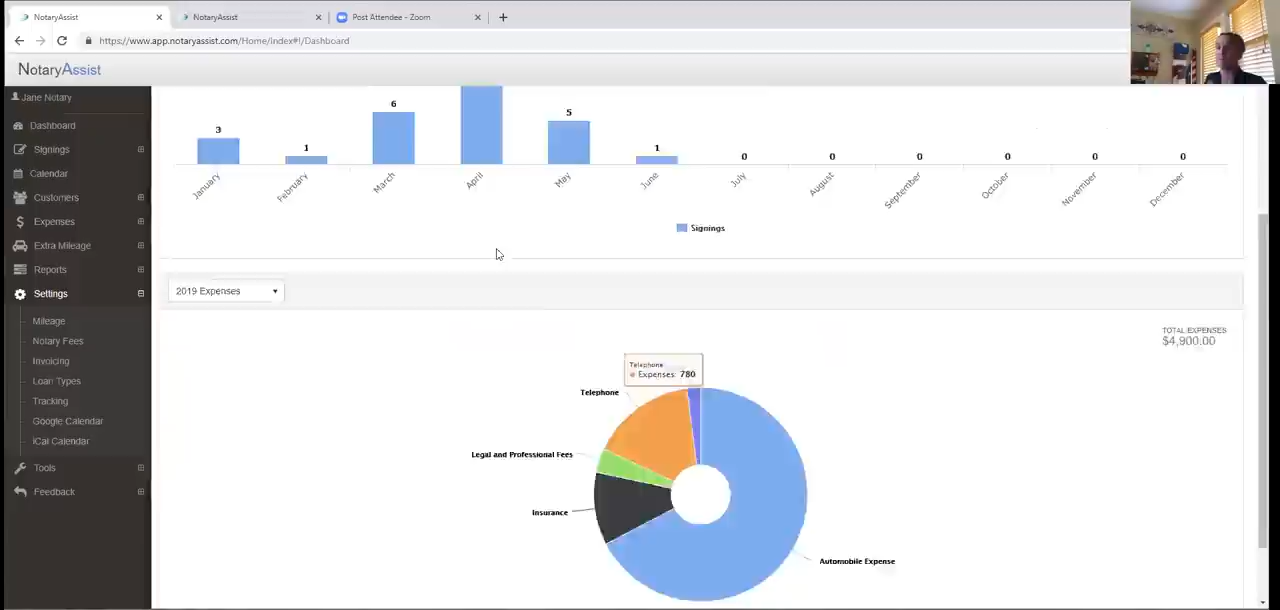 NotaryAssist
NotaryAssist
Post Attendee - Zoom
https://www.app.notaryassist.com/Home/Index#!/Dashboard
NotaryAssist
Jane Notary
Dashboard
Signings
Calendar
Customers
Expenses
Extra Mileage
Reports
Settings
Mileage
Notary Fees
Invoicing
Loan Types
Tracking
Google Calendar
iCal Calendar
Tools
Feedback
3
1
6
5
1
0
0
0
0
0
0
January
February
March
April
May
June
July
August
September
October
November
December
Signings
2019 Expenses
TOTAL EXPENSES
$4,900.00
Telephone
Expenses: 780
Telephone
Legal and Professional Fees
Insurance
Automobile Expense